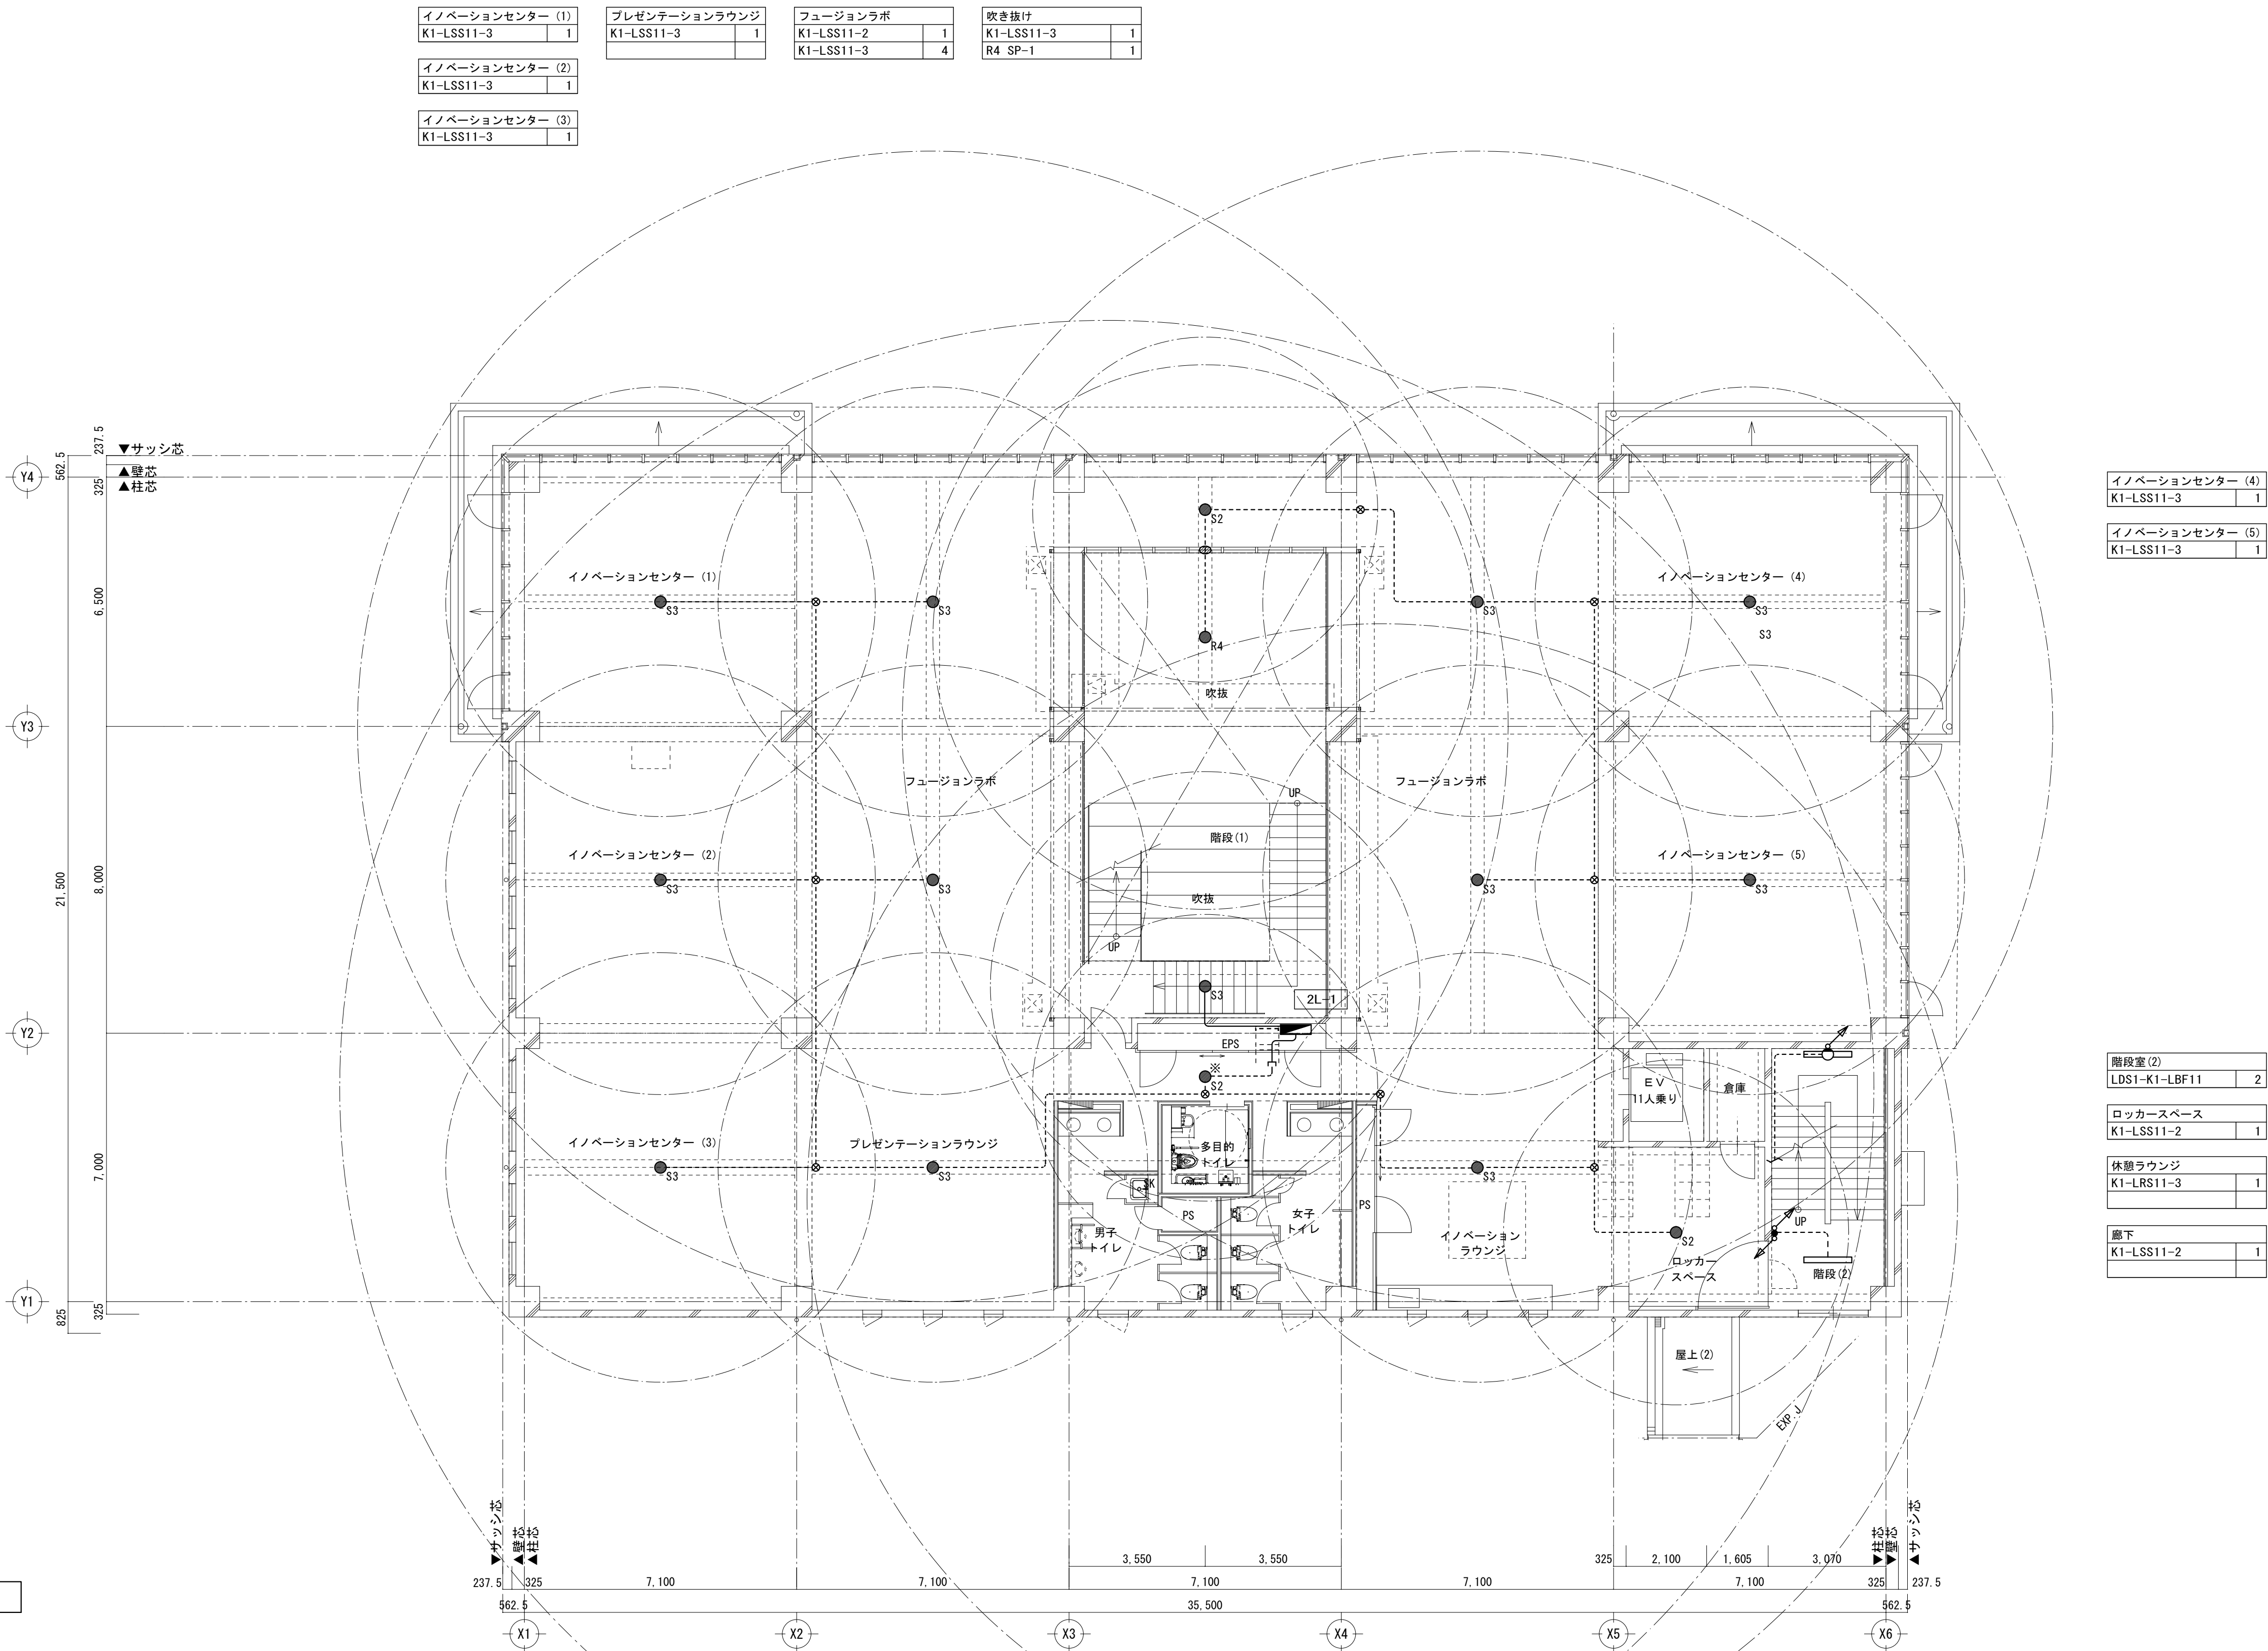 イノベーションセンター (1)
K1-LSS11-3 1
イノベーションセンター (2)
K1-LSS11-3 1
イノベーションセンター (3)
K1-LSS11-3 1
プレゼンテーションラウンジ
K1-LSS11-3 1
フュージョンラボ
K1-LSS11-2 1
K1-LSS11-3 4
吹き抜け
K1-LSS11-3 1
R4 SP-1 1
237.5
562.5
325
▼サッシ芯
▲壁芯
▲柱芯
Y4
6,500
Y3
21,500
8,000
Y2
7,000
Y1
825
325
S2
イノベーションセンター (1)
S3
S3
S3
イノベーションセンター (4)
S3
S3
R4
吹抜
フュージョンラボ
フュージョンラボ
UP
階段(1)
イノベーションセンター (2)
S3
S3
吹抜
UP
S3
イノベーションセンター (5)
S3
S3
2L-1
EPS
※
S2
EV
11人乗り
倉庫
イノベーションセンター (3)
S3
プレゼンテーションラウンジ
S3
多目的
トイレ
SK
PS
男子
トイレ
女子
トイレ
PS
S3
イノベーション
ラウンジ
S2
ロッカー
スペース
UP
階段(2)
屋上(2)
EXP.J
イノベーションセンター (4)
K1-LSS11-3 1
イノベーションセンター (5)
K1-LSS11-3 1
階段室(2)
LDS1-K1-LBF11 2
ロッカースペース
K1-LSS11-2 1
休憩ラウンジ
K1-LRS11-3 1
廊下
K1-LSS11-2 1
▼サッシ芯
▲壁芯
▲柱芯
▼柱芯
▼壁芯
▲サッシ芯
3,550 3,550 325 2,100 1,605 3,070
237.5 325 7,100 7,100 7,100 7,100 7,100 325 237.5
562.5 35,500 562.5
X1 X2 X3 X4 X5 X6